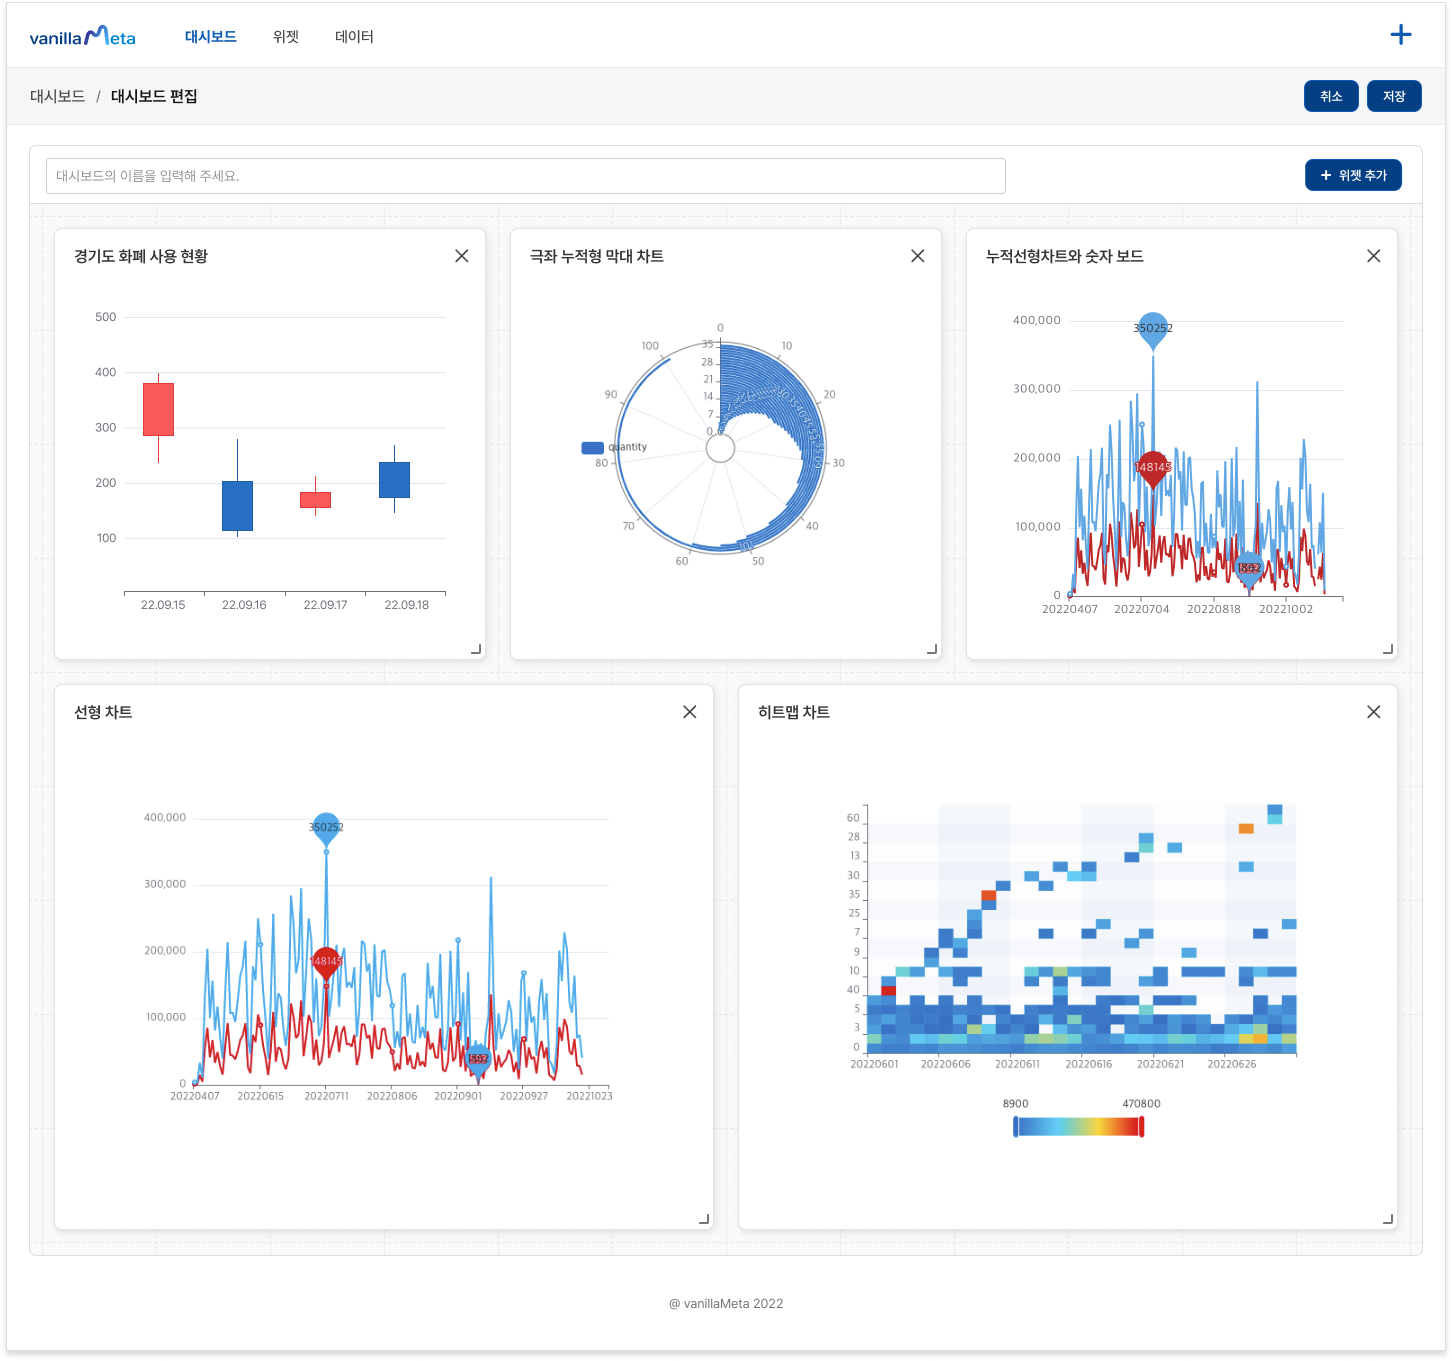 vanilla Meta
대시보드 위젯 데이터
대시보드 / 대시보드 편집
취소 저장
대시보드의 이름을 입력해 주세요.
+ 위젯 추가
경기도 화폐 사용 현황
500
400
300
200
100
22.09.15 22.09.16 22.09.17 22.09.18
극좌 누적형 막대 차트
0
10
20
30
40
50
60
70
80
90
100
35
28
21
14
7
0
quantity
누적선형차트와 숫자 보드
400,000
300,000
200,000
100,000
0
350252
148145
20220407 20220704 20220818 20221002
선형 차트
400,000
300,000
200,000
100,000
0
350252
148145
20220407 20220615 20220711 20220806 20220901 20220927 20221023
히트맵 차트
60
28
13
30
35
25
7
9
10
40
5
3
0
20220601 20220606 20220611 20220616 20220621 20220626
8900 470800
@ vanillaMeta 2022